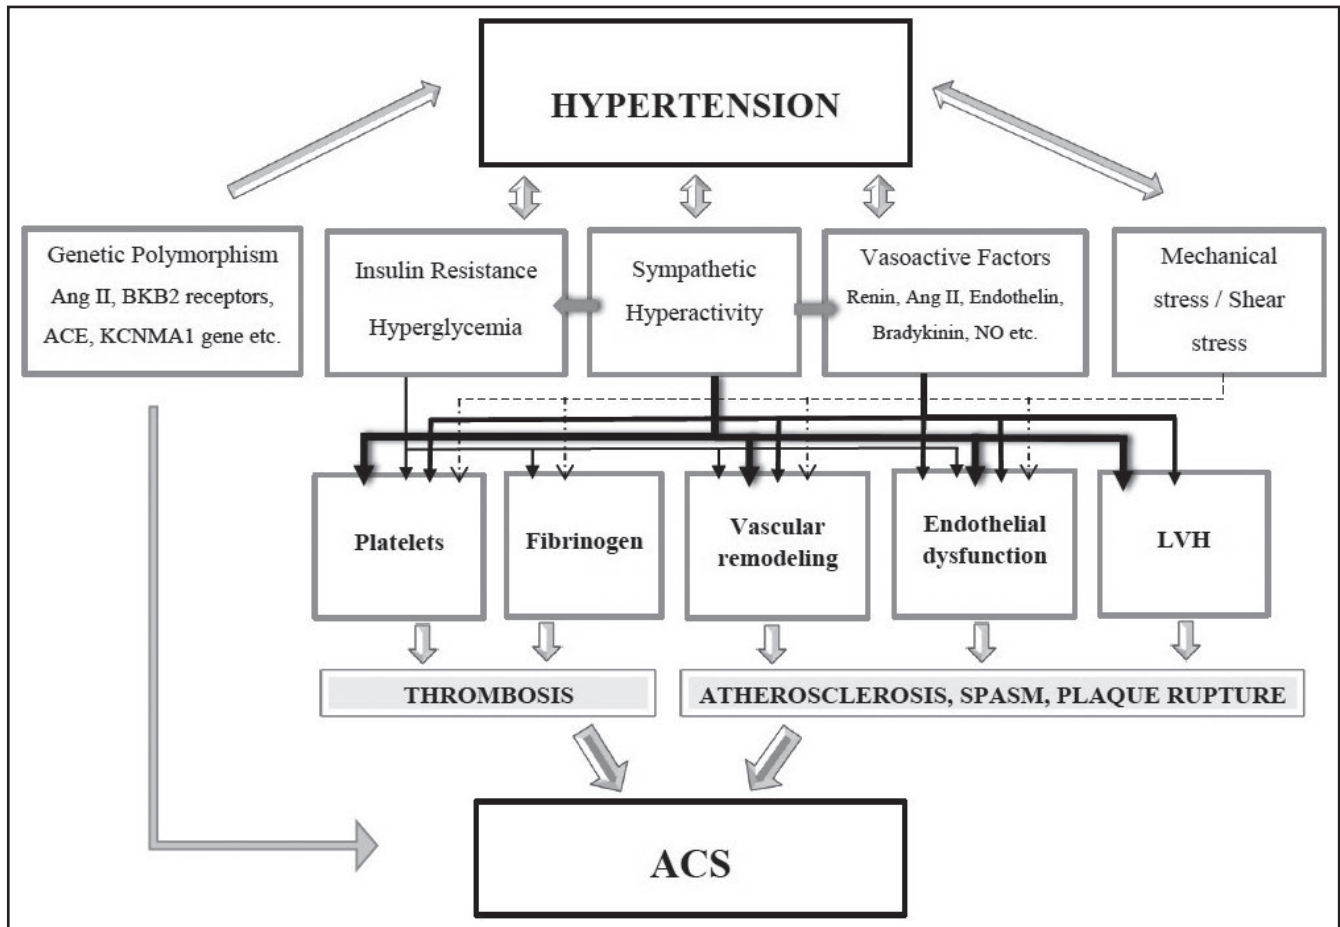 HYPERTENSION
Genetic Polymorphism
Ang II, BKB2 receptors,
ACE, KCNMA1 gene etc.
Insulin Resistance
Hyperglycemia
Sympathetic
Hyperactivity
Vasoactive Factors
Renin, Ang II, Endothelin,
Bradykinin, NO etc.
Mechanical
stress / Shear
stress
Platelets
Fibrinogen
Vascular
remodeling
Endothelial
dysfunction
LVH
THROMBOSIS
ATHEROSCLEROSIS, SPASM, PLAQUE RUPTURE
ACS